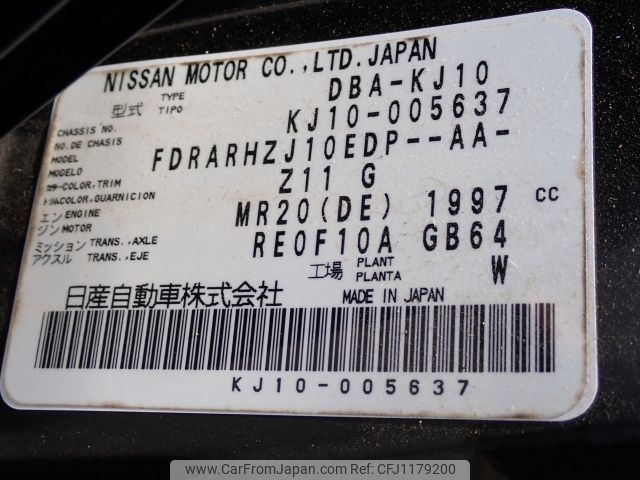 NISSAN MOTOR CO.,LTD.JAPAN
型式 TYPE TIPO DBA-KJ10
CHASSIS NO. NO.DE CHASIS KJ10-005637
MODEL MODELO FDRARHZJ10EDP--AA-
カラー COLOR,TRIM トリム COLOR,GUARNICION Z11 G
エンジン ENGINE MOTOR MR20(DE) 1997 CC
ミッション TRANS.,AXLE アクスル TRANS.,EJE RE0F10A GB64
工場 PLANT PLANTA W
日産自動車株式会社 MADE IN JAPAN
KJ10-005637
www.CarFromJapan.com | © CarFromJapan - CFJ1179200